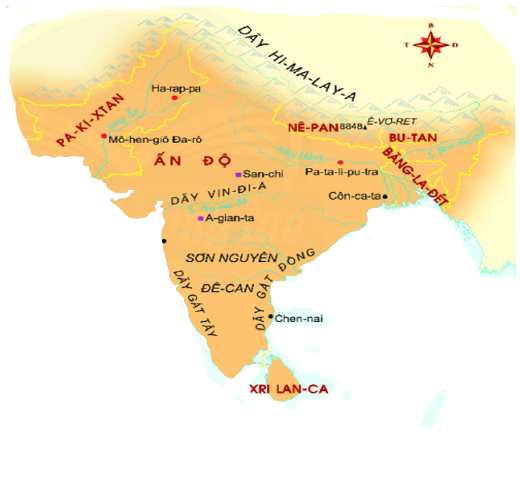 DÃY HI-MA-LAY-A
B
T
Đ
N
Ha-rap-pa
PA-KI-XTAN
Mô-hen-giô Đa-rô
NÊ-PAN
8848
Ê-VƠ-RET
BU-TAN
BĂNG-LA-ĐÉT
ẤN ĐỘ
San-chi
Pa-ta-li-pu-tra
DÃY VIN-ĐI-A
Côn-ca-ta
A-gian-ta
SƠN NGUYÊN
ĐÊ-CAN
DÃY GÁT ĐÔNG
DÃY GÁT TÂY
Chen-nai
XRI LAN-CA